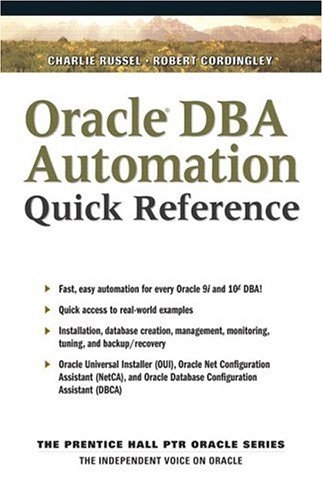 CHARLIE RUSSEL • ROBERT CORDINGLEY
Oracle® DBA
Automation
Quick Reference
Fast, easy automation for every Oracle 9i and 10g DBA!
Quick access to real-world examples
Installation, database creation, management, monitoring,
tuning, and backup/recovery
Oracle Universal Installer (OUI), Oracle Net Configuration
Assistant (NetCA), and Oracle Database Configuration
Assistant (DBCA)
THE PRENTICE HALL PTR ORACLE SERIES
THE INDEPENDENT VOICE ON ORACLE